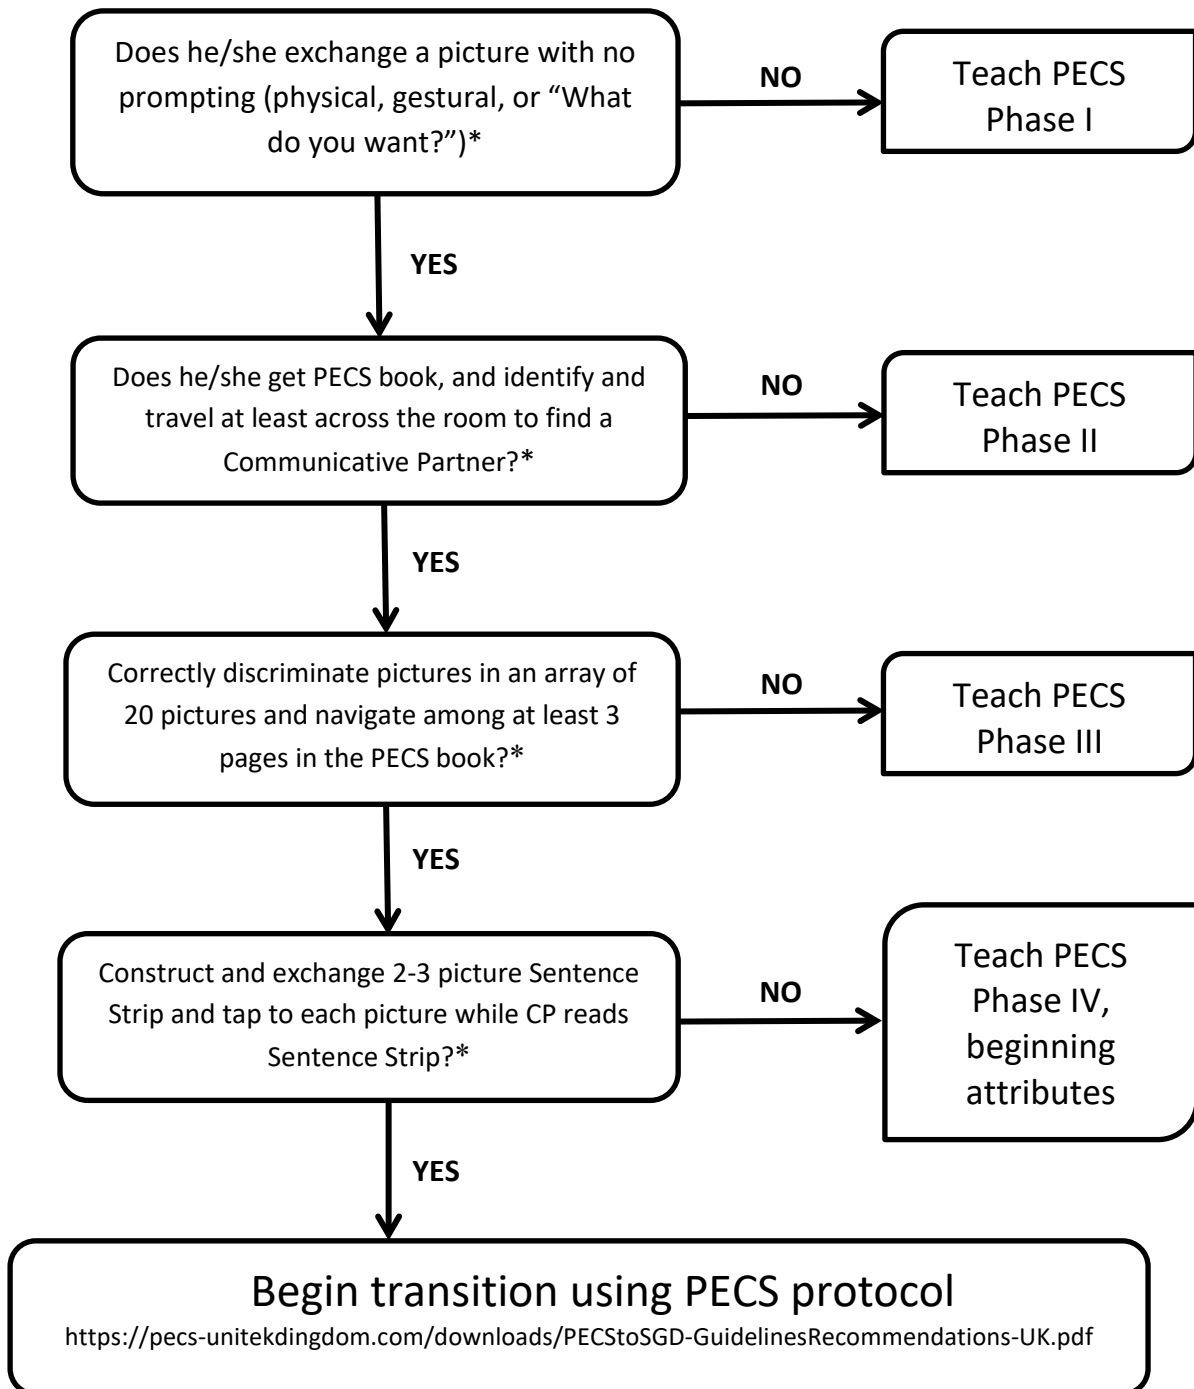 Does he/she exchange a picture with no
prompting (physical, gestural, or “What
do you want?”)*
NO
Teach PECS
Phase I
YES
Does he/she get PECS book, and identify and
travel at least across the room to find a
Communicative Partner?*
NO
Teach PECS
Phase II
YES
Correctly discriminate pictures in an array of
20 pictures and navigate among at least 3
pages in the PECS book?*
NO
Teach PECS
Phase III
YES
Construct and exchange 2-3 picture Sentence
Strip and tap to each picture while CP reads
Sentence Strip?*
NO
Teach PECS
Phase IV,
beginning
attributes
YES
Begin transition using PECS protocol
https://pecs-unitekdingdom.com/downloads/PECStoSGD-GuidelinesRecommendations-UK.pdf